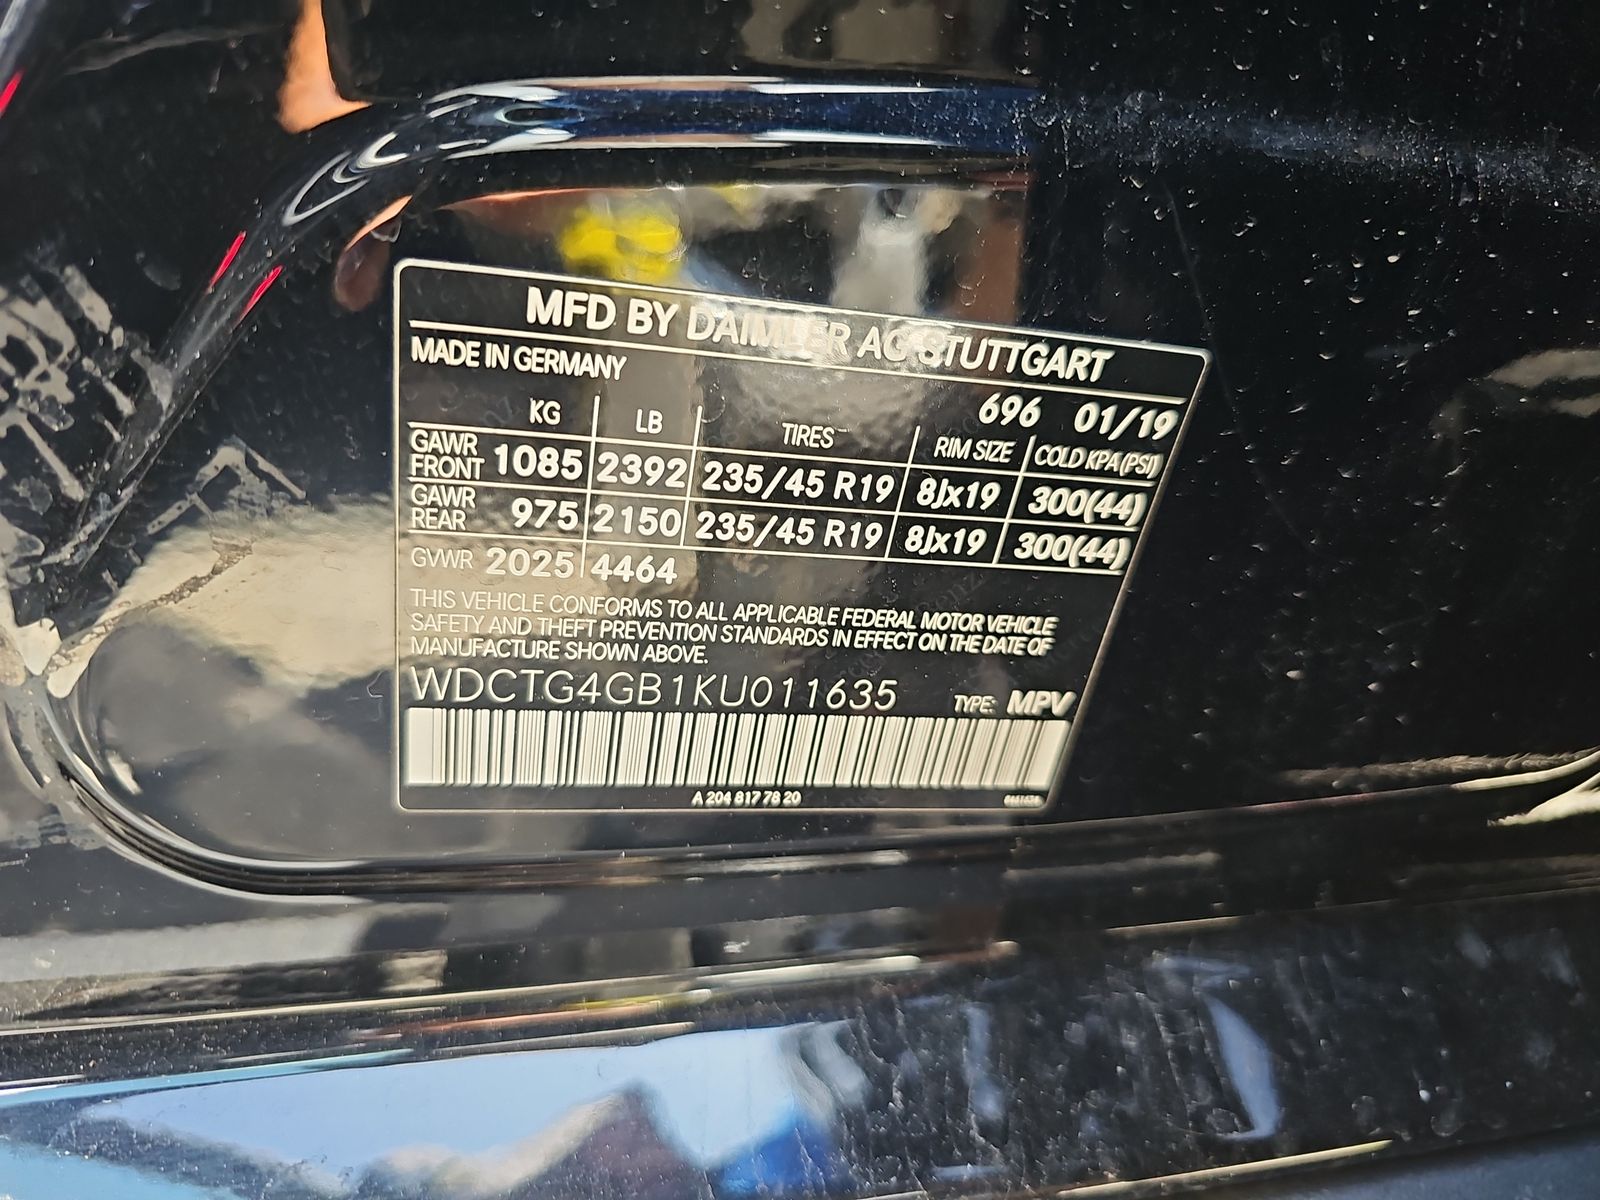 MFD BY DAIMLER AG STUTTGART
MADE IN GERMANY
696 01/19
KG LB TIRES RIM SIZE COLD KPA(PSI)
GAWR FRONT 1085 2392 235/45 R19 8Jx19 300(44)
GAWR REAR 975 2150 235/45 R19 8Jx19 300(44)
GVWR 2025 4464
THIS VEHICLE CONFORMS TO ALL APPLICABLE FEDERAL MOTOR VEHICLE
SAFETY AND THEFT PREVENTION STANDARDS IN EFFECT ON THE DATE OF
MANUFACTURE SHOWN ABOVE.
WDCTG4GB1KU011635 TYPE: MPV
A 204 817 78 20